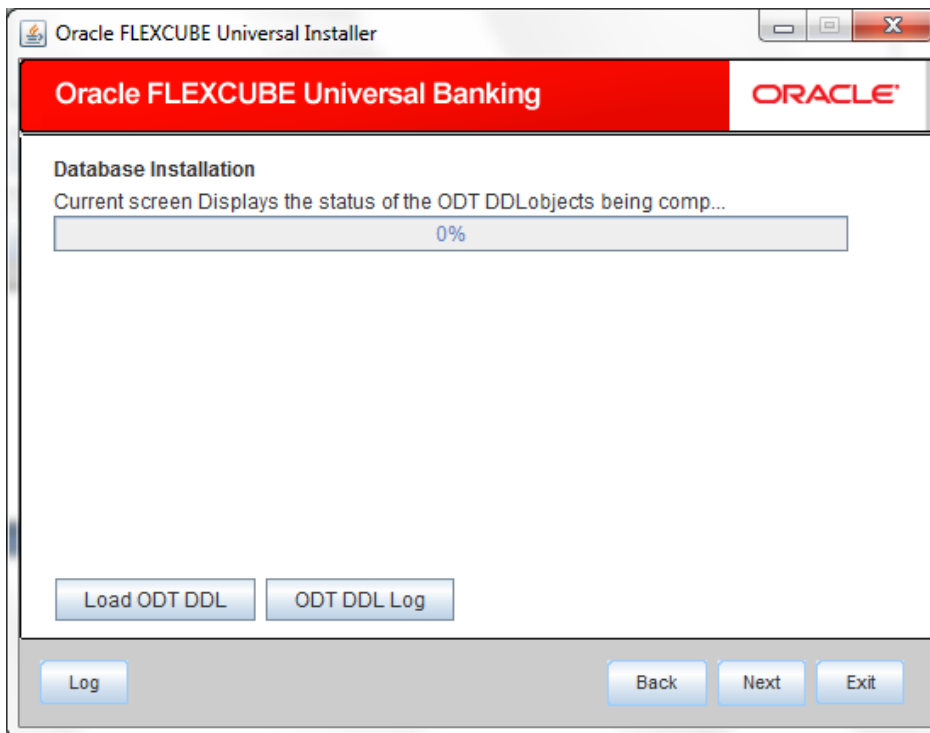 Oracle FLEXCUBE Universal Installer
Oracle FLEXCUBE Universal Banking
ORACLE
Database Installation
Current screen Displays the status of the ODT DDLobjects being comp...
0%
Load ODT DDL
ODT DDL Log
Log
Back
Next
Exit